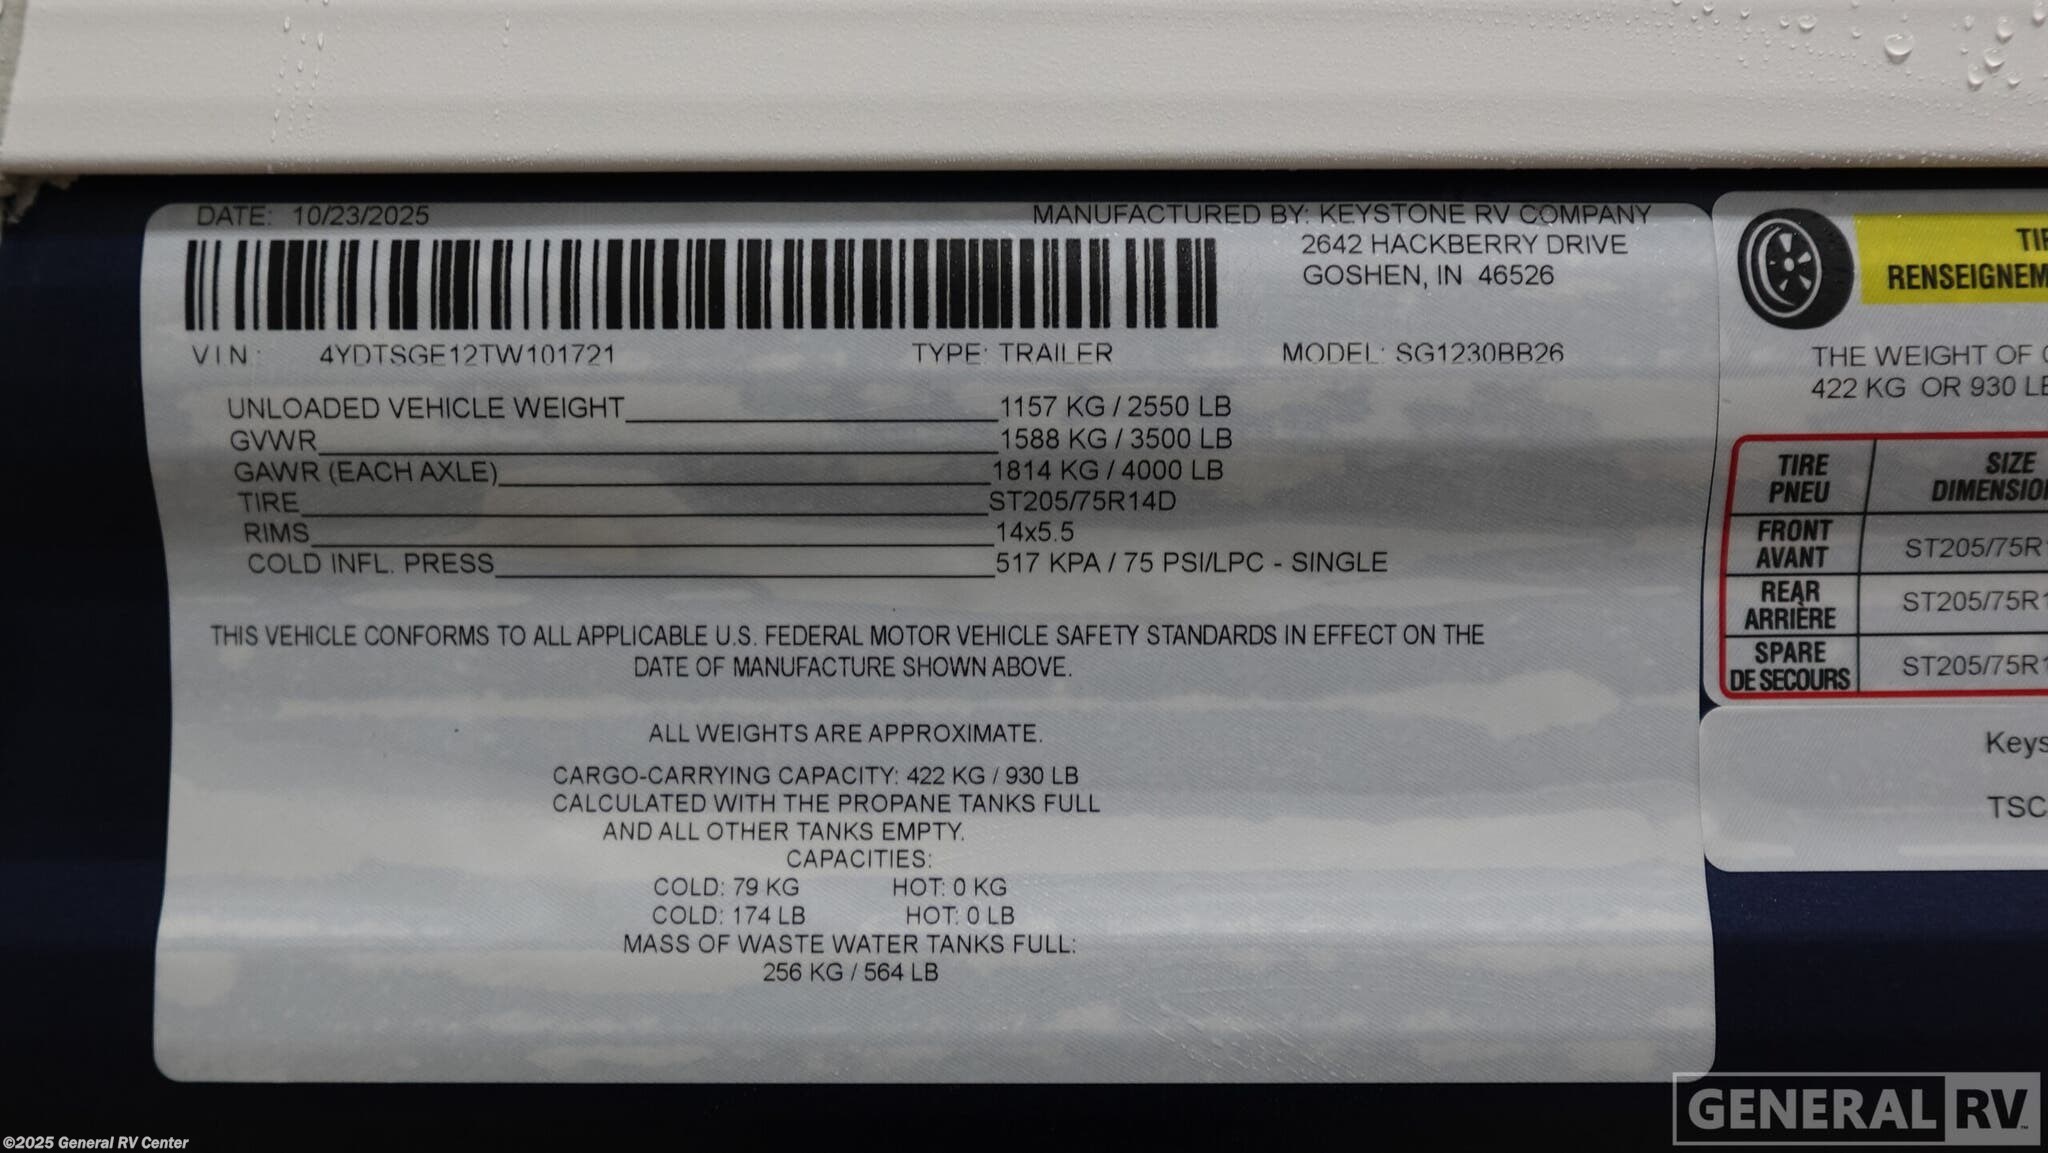 DATE: 10/23/2025
MANUFACTURED BY: KEYSTONE RV COMPANY
2642 HACKBERRY DRIVE
GOSHEN, IN 46526
VIN: 4YDTSGE12TW101721 TYPE: TRAILER MODEL: SG1230BB26
UNLOADED VEHICLE WEIGHT 1157 KG / 2550 LB
GVWR 1588 KG / 3500 LB
GAWR (EACH AXLE) 1814 KG / 4000 LB
TIRE ST205/75R14D
RIMS 14x5.5
COLD INFL. PRESS 517 KPA / 75 PSI/LPC - SINGLE
THIS VEHICLE CONFORMS TO ALL APPLICABLE U.S. FEDERAL MOTOR VEHICLE SAFETY STANDARDS IN EFFECT ON THE
DATE OF MANUFACTURE SHOWN ABOVE.
ALL WEIGHTS ARE APPROXIMATE.
CARGO-CARRYING CAPACITY: 422 KG / 930 LB
CALCULATED WITH THE PROPANE TANKS FULL
AND ALL OTHER TANKS EMPTY.
CAPACITIES:
COLD: 79 KG HOT: 0 KG
COLD: 174 LB HOT: 0 LB
MASS OF WASTE WATER TANKS FULL:
256 KG / 564 LB
THE WEIGHT OF
422 KG OR 930
TIRE SIZE
PNEU
FRONT
AVANT ST205/75R
REAR
ARRIÈRE ST205/75R
SPARE
DE SECOURS ST205/75R
GENERAL RV
©2025 General RV Center